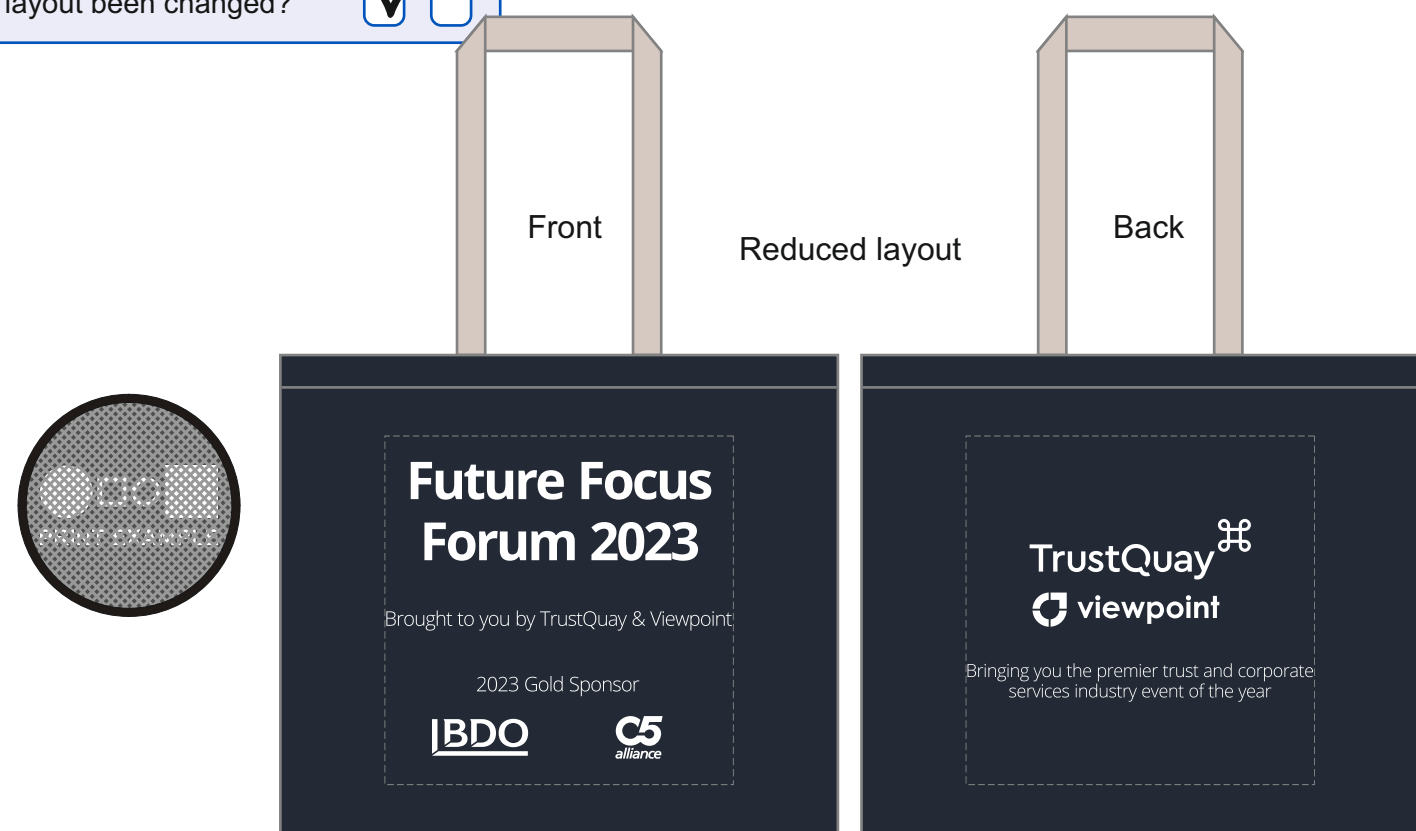 layout been changed?
Front
Reduced layout
Back
PRINT EXAMPLE
Future Focus
Forum 2023
Brought to you by TrustQuay & Viewpoint
2023 Gold Sponsor
BDO
C5
alliance
TrustQuay
viewpoint
Bringing you the premier trust and corporate
services industry event of the year